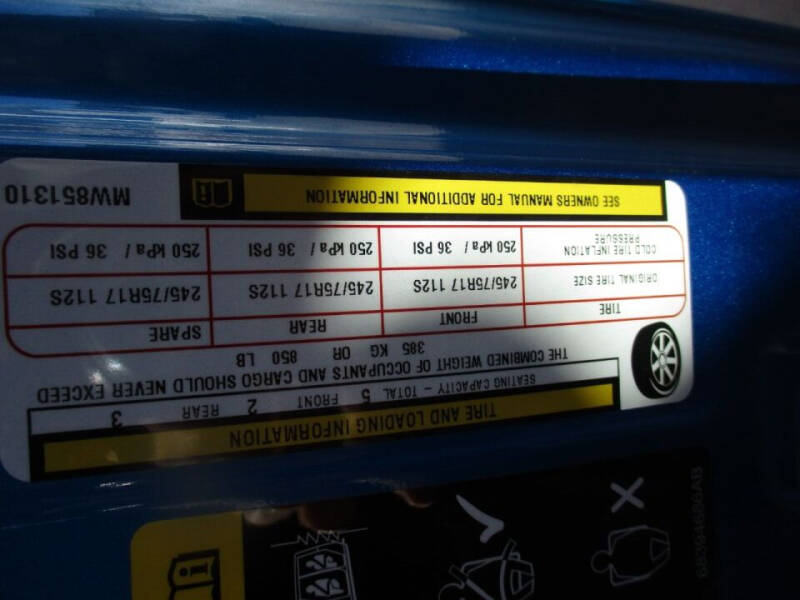 TIRE AND LOADING INFORMATION
SEATING CAPACITY - TOTAL 5 FRONT 2 REAR 3
THE COMBINED WEIGHT OF OCCUPANTS AND CARGO SHOULD NEVER EXCEED
385 KG OR 850 LB
TIRE FRONT REAR SPARE
ORIGINAL TIRE SIZE 245/75R17 112S 245/75R17 112S 245/75R17 112S
COLD TIRE INFLATION
PRESSURE 250 kPa / 36 PSI 250 kPa / 36 PSI 250 kPa / 36 PSI
SEE OWNERS MANUAL FOR ADDITIONAL INFORMATION
MW851310